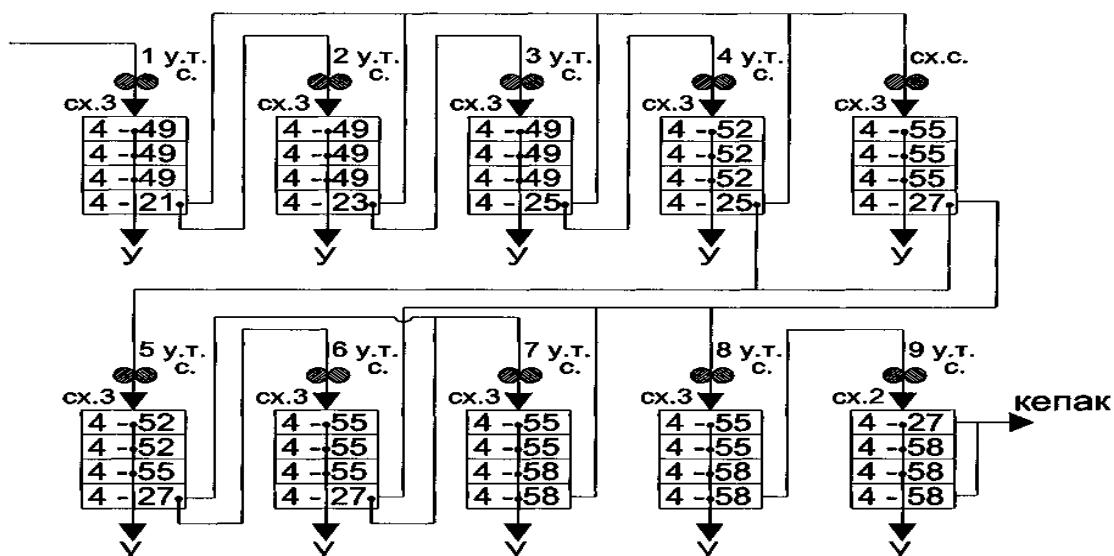 1 у.т. с. 2 у.т. с. 3 у.т. с. 4 у.т. с. сх.с.
сх.3 сх.3 сх.3 сх.3 сх.3
4 - 49 4 - 49 4 - 49 4 - 52 4 - 55
4 - 49 4 - 49 4 - 49 4 - 52 4 - 55
4 - 49 4 - 49 4 - 49 4 - 52 4 - 55
4 - 21 4 - 23 4 - 25 4 - 25 4 - 27
У У У У У
5 у.т. с. 6 у.т. с. 7 у.т. с. 8 у.т. с. 9 у.т. с.
сх.3 сх.3 сх.3 сх.3 сх.2
4 - 52 4 - 55 4 - 55 4 - 55 4 - 27 кепак
4 - 52 4 - 55 4 - 55 4 - 55 4 - 58
4 - 55 4 - 55 4 - 58 4 - 58 4 - 58
4 - 27 4 - 27 4 - 58 4 - 58 4 - 58
У У У У У